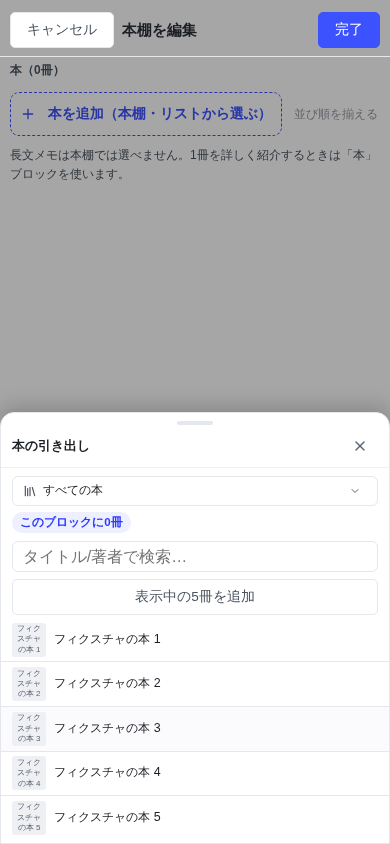 キャンセル
本棚を編集
完了
本（0冊）
+ 本を追加（本棚・リストから選ぶ）
並び順を揃える
長文メモは本棚では選べません。1冊を詳しく紹介するときは「本」
ブロックを使います。
本の引き出し
すべての本
このブロックに0冊
タイトル/著者で検索…
表示中の5冊を追加
フィク
スチャ
の本 1
フィクスチャの本 1
フィク
スチャ
の本 2
フィクスチャの本 2
フィク
スチャ
の本 3
フィクスチャの本 3
フィク
スチャ
の本 4
フィクスチャの本 4
フィク
スチャ
の本 5
フィクスチャの本 5